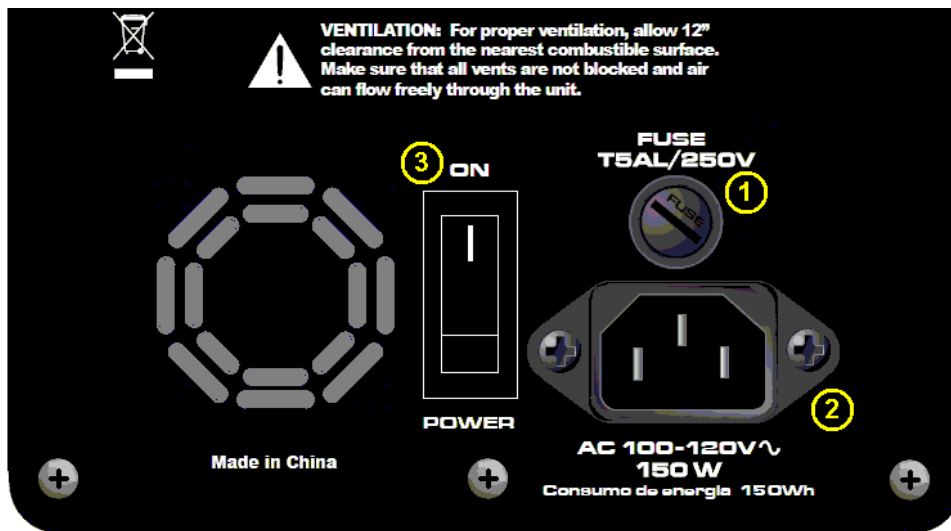 VENTILATION: For proper ventilation, allow 12”
clearance from the nearest combustible surface.
Make sure that all vents are not blocked and air
can flow freely through the unit.
FUSE
T5AL/250V
1
3
ON
FUSE
2
POWER
AC 100-120V∿
150 W
Consumo de energia 150Wh
Made in China